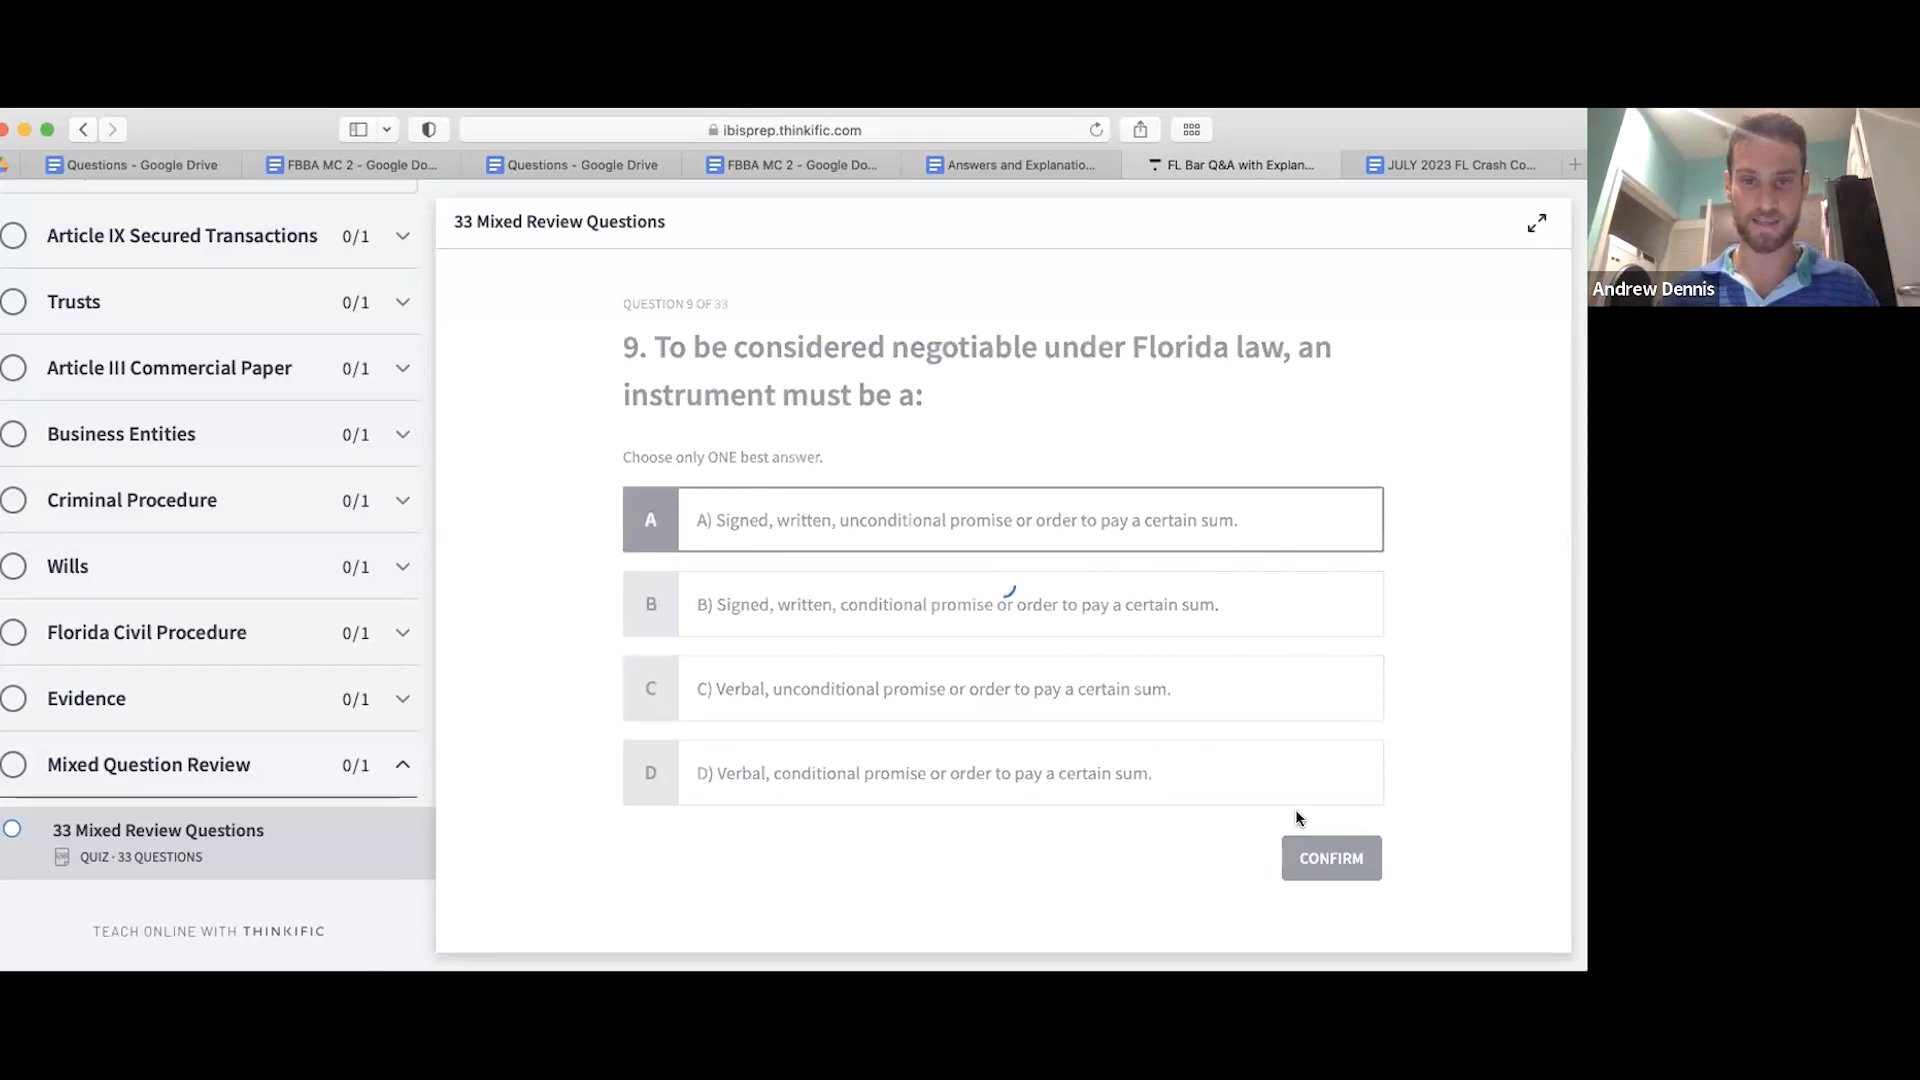 ibisprep.thinkific.com
Questions - Google Drive
FBBA MC 2 - Google Do...
Questions - Google Drive
FBBA MC 2 - Google Do...
Answers and Explanatio...
FL Bar Q&A with Explan...
JULY 2023 FL Crash Co...
Article IX Secured Transactions 0/1
Trusts 0/1
Article III Commercial Paper 0/1
Business Entities 0/1
Criminal Procedure 0/1
Wills 0/1
Florida Civil Procedure 0/1
Evidence 0/1
Mixed Question Review 0/1
33 Mixed Review Questions
QUIZ · 33 QUESTIONS
TEACH ONLINE WITH THINKIFIC
33 Mixed Review Questions
QUESTION 9 OF 33
9. To be considered negotiable under Florida law, an
instrument must be a:
Choose only ONE best answer.
A A) Signed, written, unconditional promise or order to pay a certain sum.
B B) Signed, written, conditional promise or order to pay a certain sum.
C C) Verbal, unconditional promise or order to pay a certain sum.
D D) Verbal, conditional promise or order to pay a certain sum.
CONFIRM
Andrew Dennis